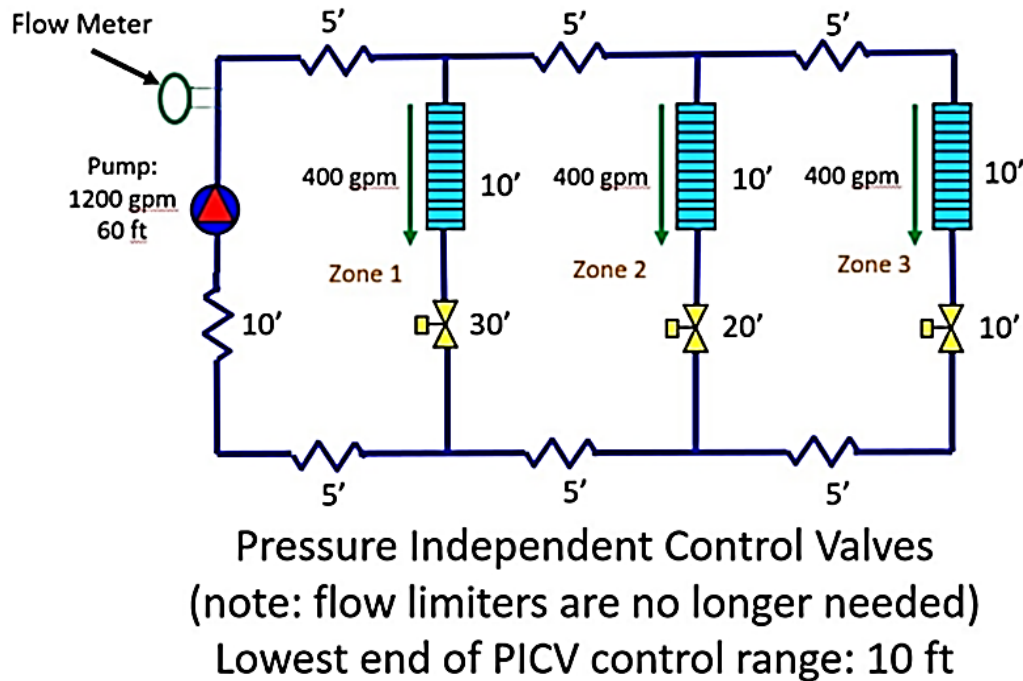 Flow Meter
5’
5’
5’
Pump:
1200 gpm
60 ft
400 gpm
10’
400 gpm
10’
400 gpm
10’
Zone 1
Zone 2
Zone 3
10’
30’
20’
10’
5’
5’
5’
Pressure Independent Control Valves
(note: flow limiters are no longer needed)
Lowest end of PICV control range: 10 ft